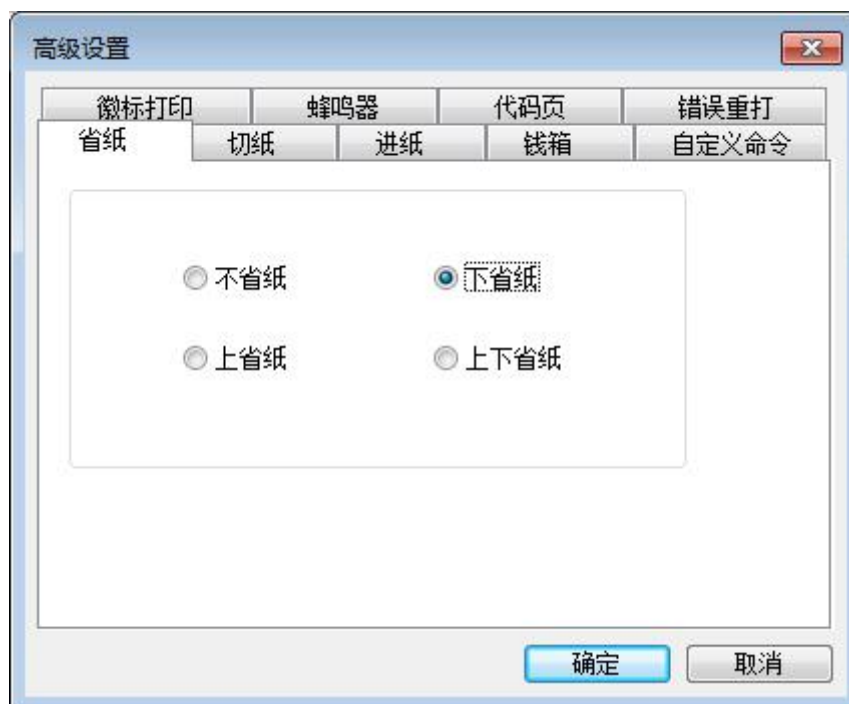 高级设置
徽标打印 蜂鸣器 代码页 错误重打
省纸 切纸 进纸 钱箱 自定义命令
不省纸 下省纸
上省纸 上下省纸
确定 取消